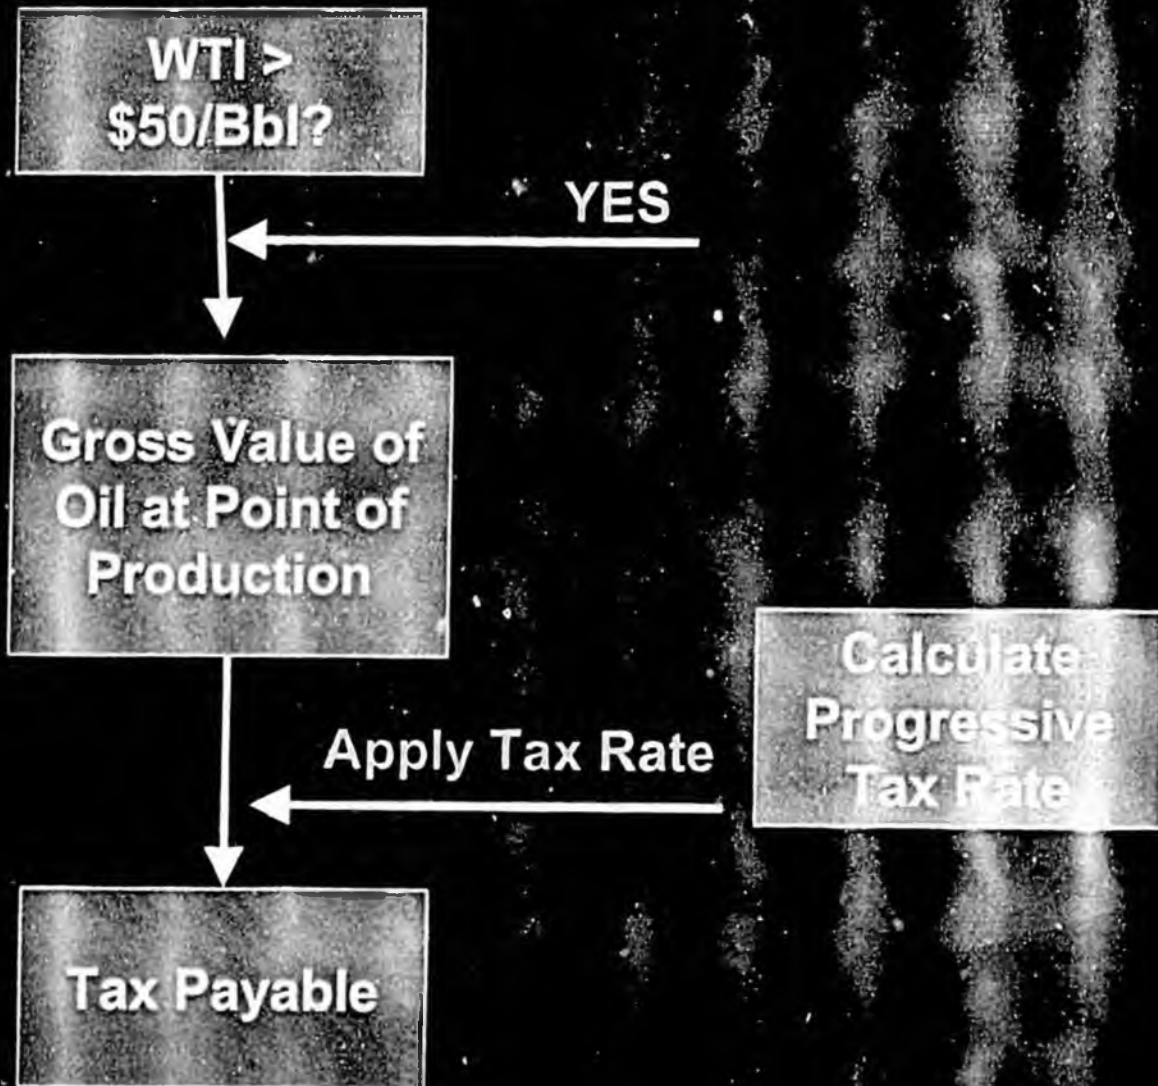 WTI >
$50/Bbl?
YES
Gross Value of
Oil at Point of
Production
Calculate
Progressive
Tax Rate
Apply Tax Rate
Tax Payable